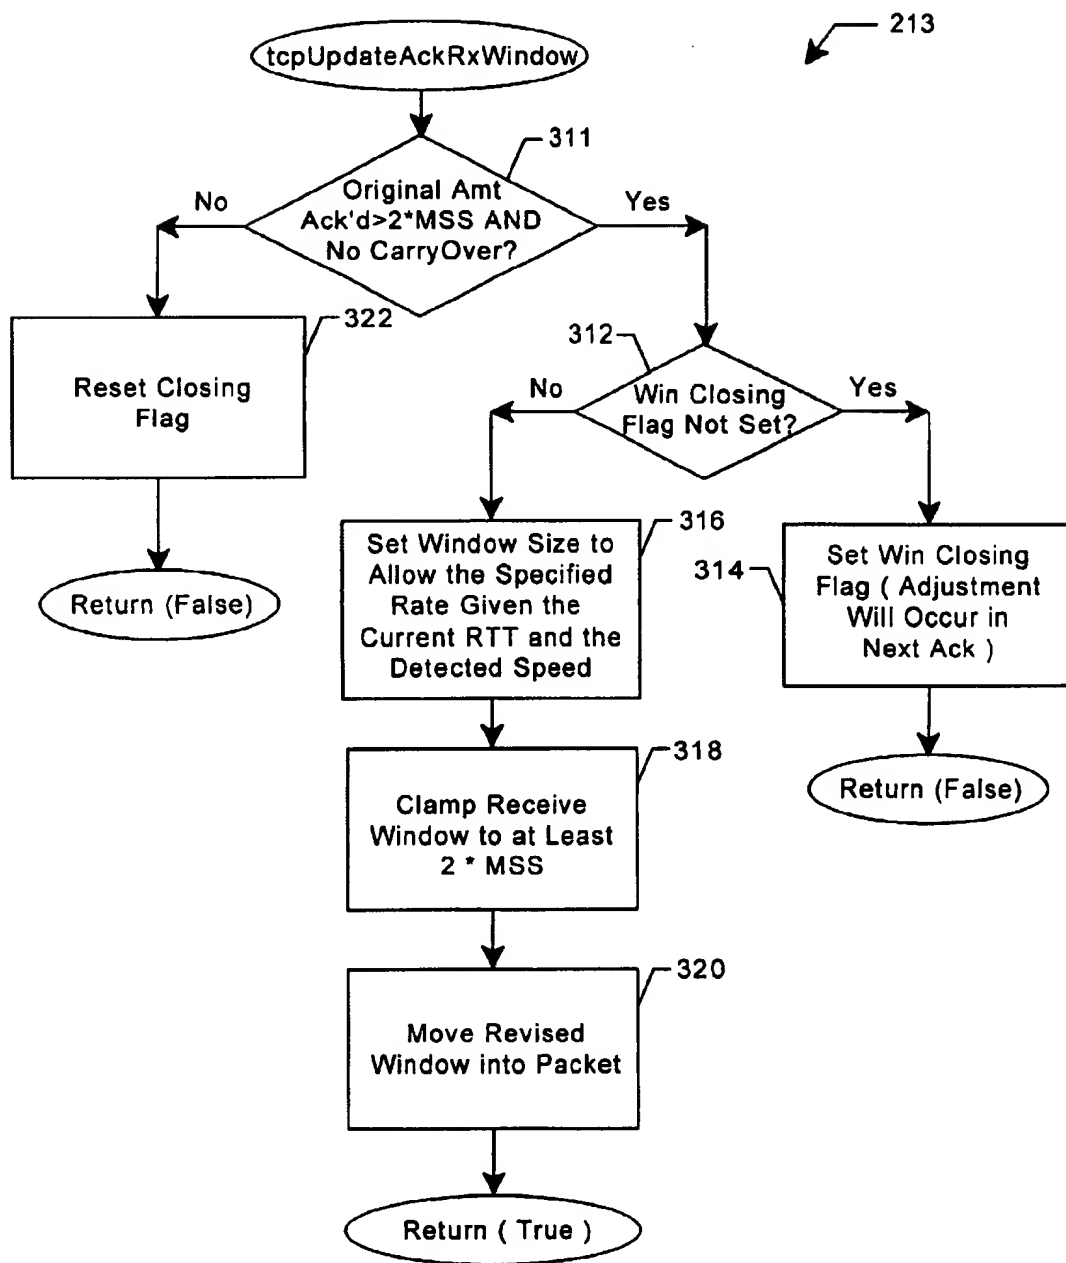 213
tcpUpdateAckRxWindow
311
Original Amt
Ack'd>2*MSS AND
No CarryOver?
No
Yes
322
Reset Closing
Flag
Return (False)
312
Win Closing
Flag Not Set?
No
Yes
316
Set Window Size to
Allow the Specified
Rate Given the
Current RTT and the
Detected Speed
314
Set Win Closing
Flag ( Adjustment
Will Occur in
Next Ack )
Return (False)
318
Clamp Receive
Window to at Least
2 * MSS
320
Move Revised
Window into Packet
Return ( True )